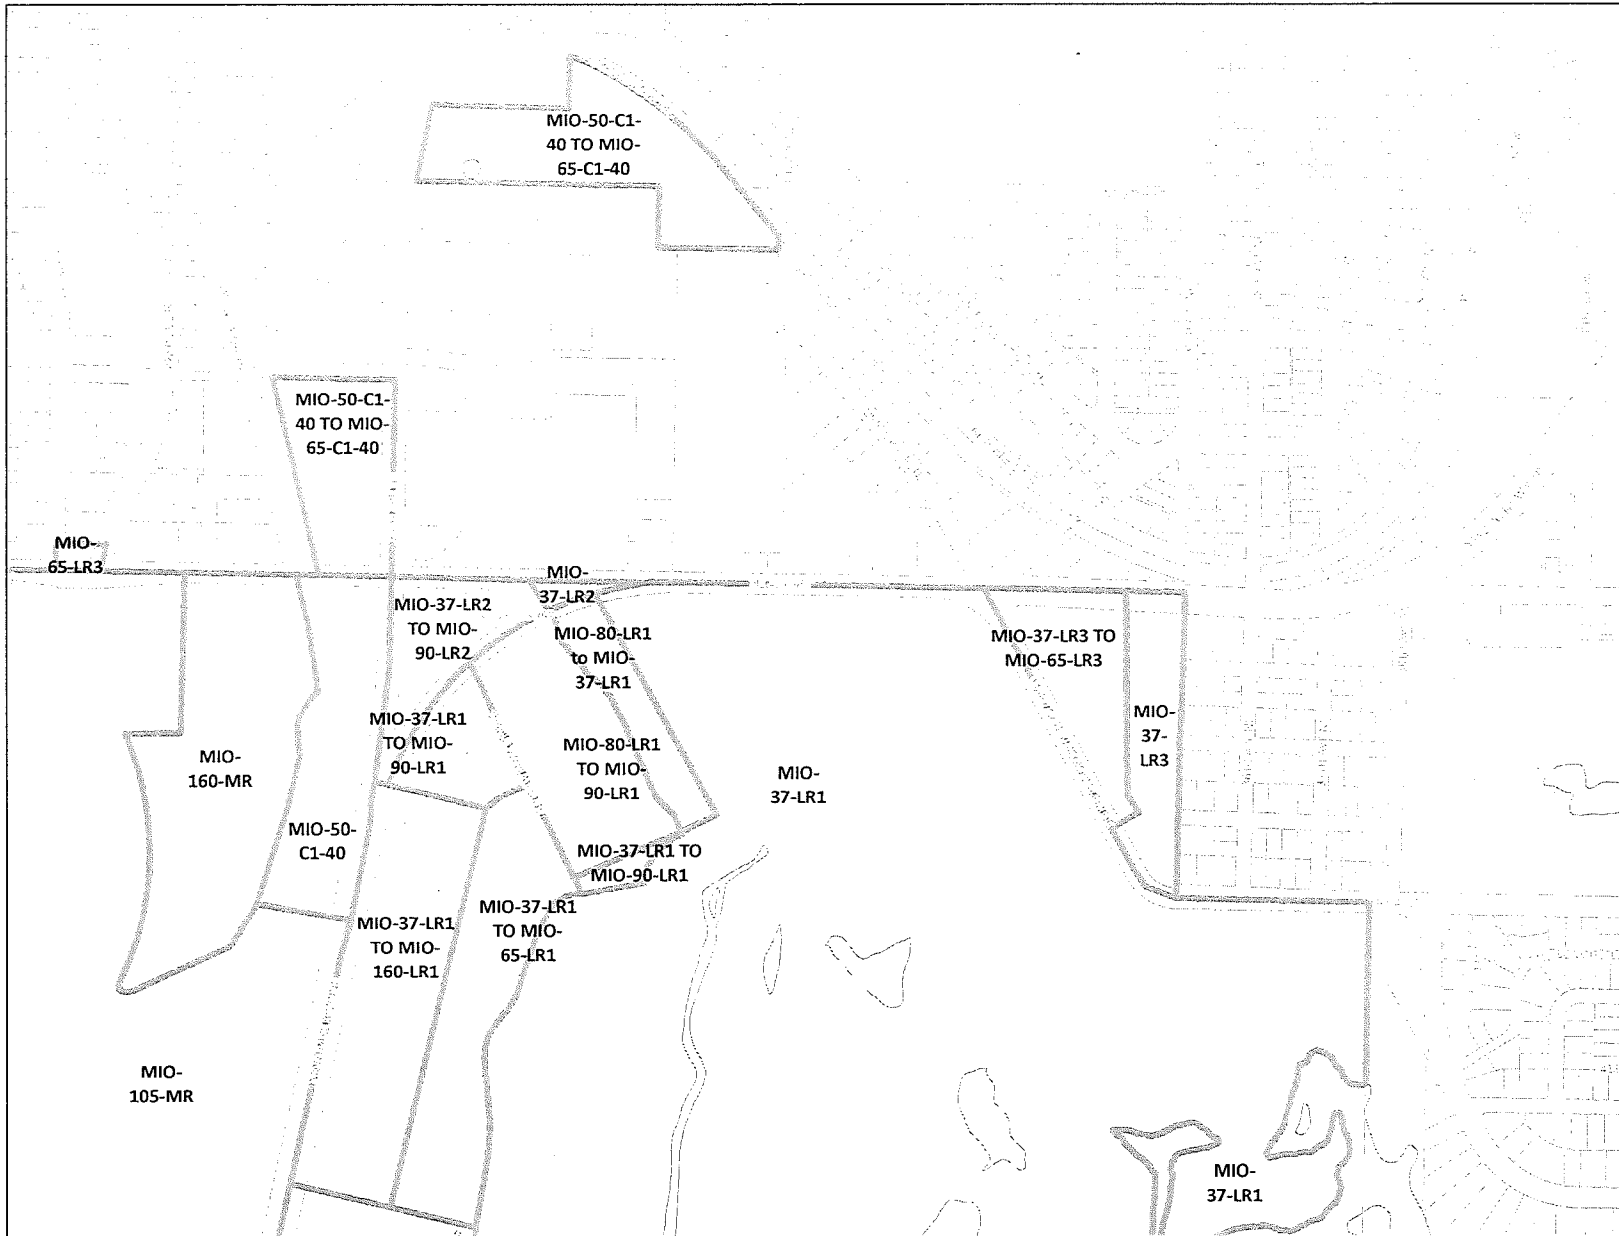 MIO-50-C1-
40 TO MIO-
65-C1-40
MIO-50-C1-
40 TO MIO-
65-C1-40
MIO-
65-LR3
MIO-
37-LR2
MIO-37-LR2
TO MIO-
90-LR2
MIO-80-LR1
to MIO-
37-LR1
MIO-37-LR3 TO
MIO-65-LR3
MIO-37-LR1
TO MIO-
90-LR1
MIO-
37-
LR3
MIO-
160-MR
MIO-80-LR1
TO MIO-
90-LR1
MIO-
37-LR1
MIO-50-
C1-40
MIO-37-LR1 TO
MIO-90-LR1
MIO-37-LR1
TO MIO-
160-LR1
MIO-37-LR1
TO MIO-
65-LR1
MIO-
105-MR
MIO-
37-LR1